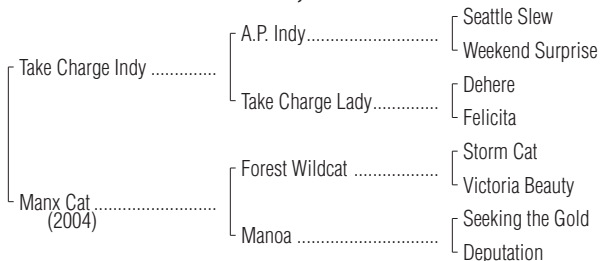 Seattle Slew
A.P. Indy..............................
Weekend Surprise
Take Charge Indy ...............
Dehere
Take Charge Lady...............
Felicita
Storm Cat
Forest Wildcat ...................
Victoria Beauty
Manx Cat............................
(2004)
Seeking the Gold
Manoa ................................
Deputation